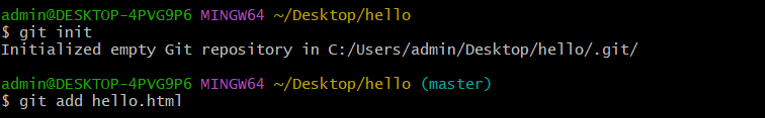 admin@DESKTOP-4PVG9P6 MINGW64 ~/Desktop/hello
$ git init
Initialized empty Git repository in C:/Users/admin/Desktop/hello/.git/
admin@DESKTOP-4PVG9P6 MINGW64 ~/Desktop/hello (master)
$ git add hello.html